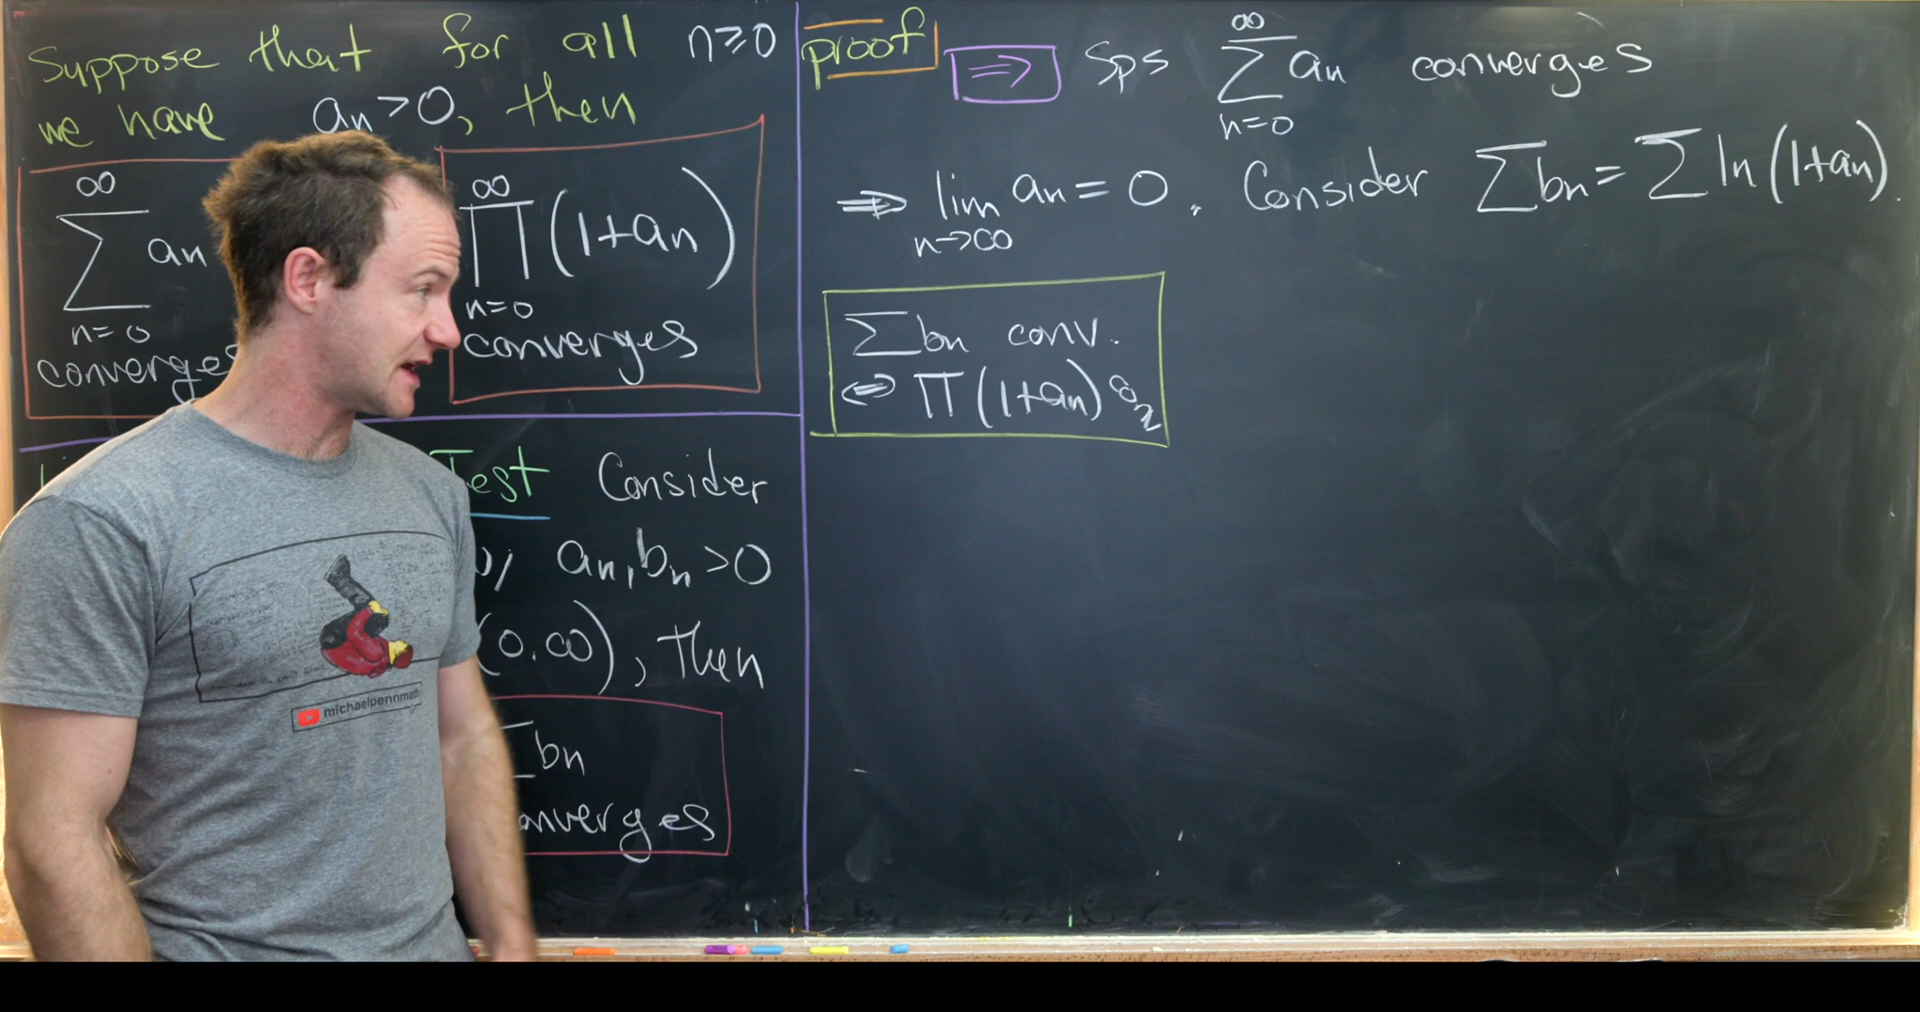 Suppose that for all n≥0
we have an>0, then
∞
∑ an
n=0
converges
∞
∏ (1+an)
n=0
converges
Test Consider
an, bn >0
(0,∞), then
bn
converges
proof ⇒ Sps ∞∑n=0 an converges
⇒ lim n→∞ an = 0. Consider ∑bn = ∑ ln(1+an).
∑bn conv.
⇔ ∏(1+an)
michaelpennmath